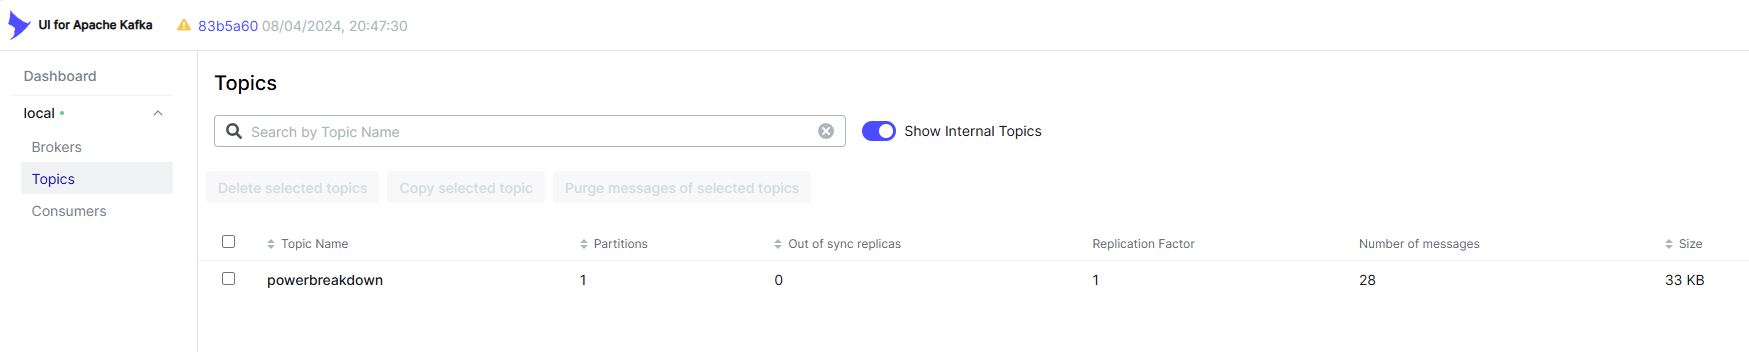 UI for Apache Kafka 83b5a60 08/04/2024, 20:47:30
Dashboard
local
Brokers
Topics
Consumers
Topics
Search by Topic Name
Show Internal Topics
Delete selected topics Copy selected topic Purge messages of selected topics
Topic Name Partitions Out of sync replicas Replication Factor Number of messages Size
powerbreakdown 1 0 1 28 33 KB